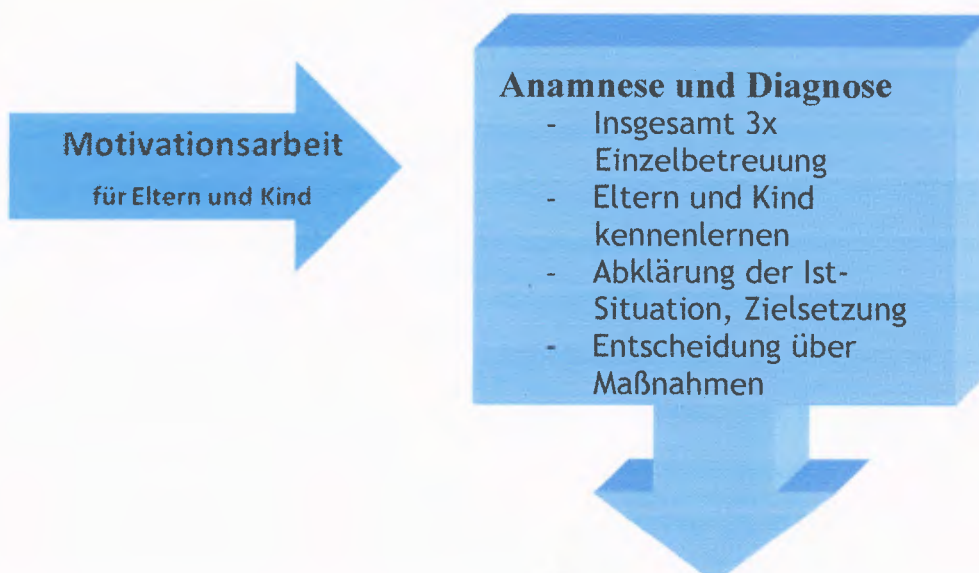 Motivationsarbeit
für Eltern und Kind
Anamnese und Diagnose
- Insgesamt 3x
Einzelbetreuung
- Eltern und Kind
kennenlernen
- Abklärung der Ist-
Situation, Zielsetzung
- Entscheidung über
Maßnahmen